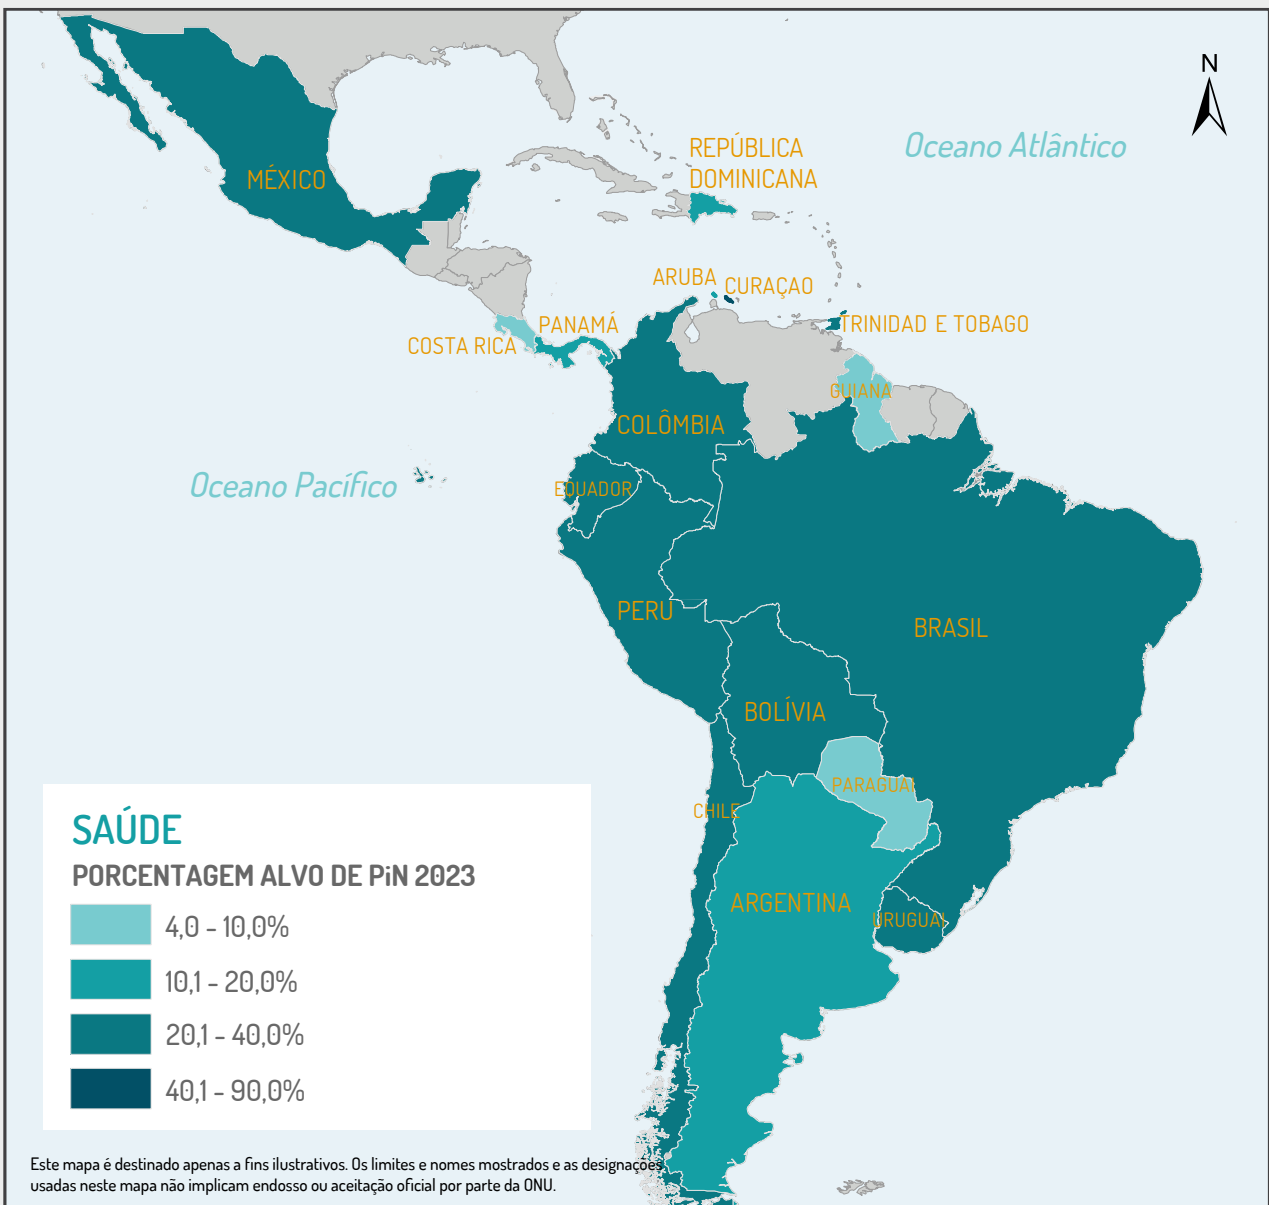 N
Oceano Atlântico
REPÚBLICA
DOMINICANA
MÉXICO
ARUBA
CURAÇAO
PANAMÁ
TRINIDAD E TOBAGO
COSTA RICA
GUIANA
COLÔMBIA
Oceano Pacífico
EQUADOR
PERU
BRASIL
BOLÍVIA
PARAGUAI
CHILE
ARGENTINA
URUGUAI
SAÚDE
PORCENTAGEM ALVO DE PiN 2023
4,0 - 10,0%
10,1 - 20,0%
20,1 - 40,0%
40,1 - 90,0%
Este mapa é destinado apenas a fins ilustrativos. Os limites e nomes mostrados e as designações
usadas neste mapa não implicam endosso ou aceitação oficial por parte da ONU.